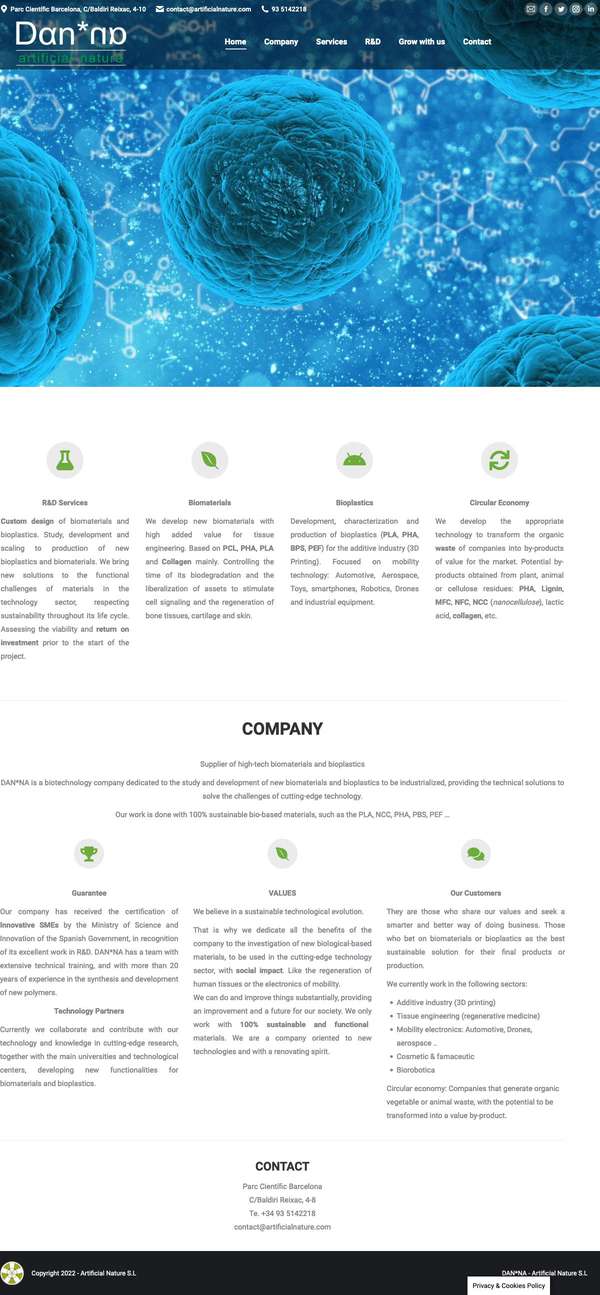 Parc Científic Barcelona, C/Baldiri Reixac, 4-10 contact@artificialnature.com 93 5142218
Dan*na
artificial nature
Home Company Services R&D Grow with us Contact
R&D Services
Custom design of biomaterials and
bioplastics. Study, development and
scaling to production of new
bioplastics and biomaterials. We bring
new solutions to the functional
challenges of materials in the
technology sector, respecting
sustainability throughout its life cycle.
Assessing the viability and return on
investment prior to the start of the
project.
Biomaterials
We develop new biomaterials with
high added value for tissue
engineering. Based on PCL, PHA, PLA
and Collagen mainly. Controlling the
time of its biodegradation and the
liberalization of assets to stimulate
cell signaling and the regeneration of
bone tissues, cartilage and skin.
Bioplastics
Development, characterization and
production of bioplastics (PLA, PHA,
BPS, PEF) for the additive industry (3D
Printing). Focused on mobility
technology: Automotive, Aerospace,
Toys, smartphones, Robotics, Drones
and industrial equipment.
Circular Economy
We develop the appropriate
technology to transform the organic
waste of companies into by-products
of value for the market. Potential by-
products obtained from plant, animal
or cellulose residues: PHA, Lignin,
MFC, NFC, NCC (nanocellulose), lactic
acid, collagen, etc.
COMPANY
Supplier of high-tech biomaterials and bioplastics
DAN*NA is a biotechnology company dedicated to the study and development of new biomaterials and bioplastics to be industrialized, providing the technical solutions to
solve the challenges of cutting-edge technology.
Our work is done with 100% sustainable bio-based materials, such as the PLA, NCC, PHA, PBS, PEF ...
Guarantee
Our company has received the certification of
Innovative SMEs by the Ministry of Science and
Innovation of the Spanish Government, in recognition
of its excellent work in R&D. DAN*NA has a team with
extensive technical training, and with more than 20
years of experience in the synthesis and development
of new polymers.
Technology Partners
Currently we collaborate and contribute with our
technology and knowledge in cutting-edge research,
together with the main universities and technological
centers, developing new functionalities for
biomaterials and bioplastics.
VALUES
We believe in a sustainable technological evolution.
That is why we dedicate all the benefits of the
company to the investigation of new biological-based
materials, to be used in the cutting-edge technology
sector, with social impact. Like the regeneration of
human tissues or the electronics of mobility.
We can do and improve things substantially, providing
an improvement and a future for our society. We only
work with 100% sustainable and functional
materials. We are a company oriented to new
technologies and with a renovating spirit.
Our Customers
They are those who share our values and seek a
smarter and better way of doing business. Those
who bet on biomaterials or bioplastics as the best
sustainable solution for their final products or
production.
We currently work in the following sectors:
• Additive industry (3D printing)
• Tissue engineering (regenerative medicine)
• Mobility electronics: Automotive, Drones,
aerospace ..
• Cosmetic & famaceutic
• Biorobotica
Circular economy: Companies that generate organic
vegetable or animal waste, with the potential to be
transformed into a value by-product.
CONTACT
Parc Científic Barcelona
C/Baldiri Reixac, 4-8
Te. +34 93 5142218
contact@artificialnature.com
Copyright 2022 - Artificial Nature S.L
DAN*NA - Artificial Nature S.L
Privacy & Cookies Policy